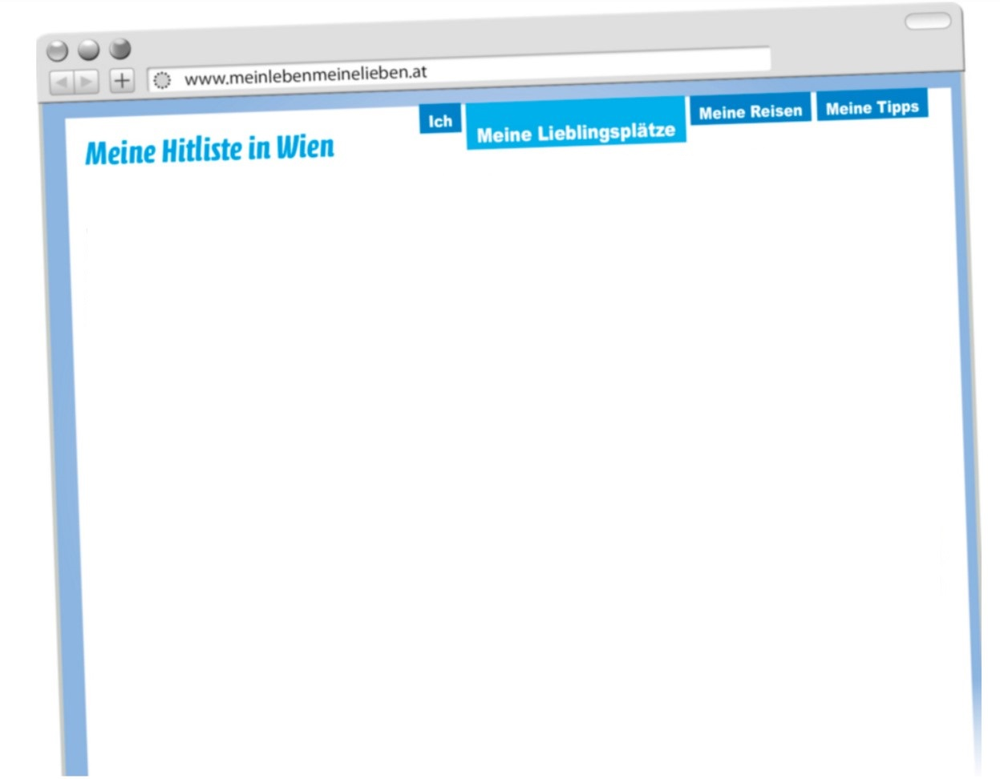 www.meinlebenmeinelieben.at
Ich
Meine Lieblingsplätze
Meine Reisen
Meine Tipps
Meine Hitliste in Wien